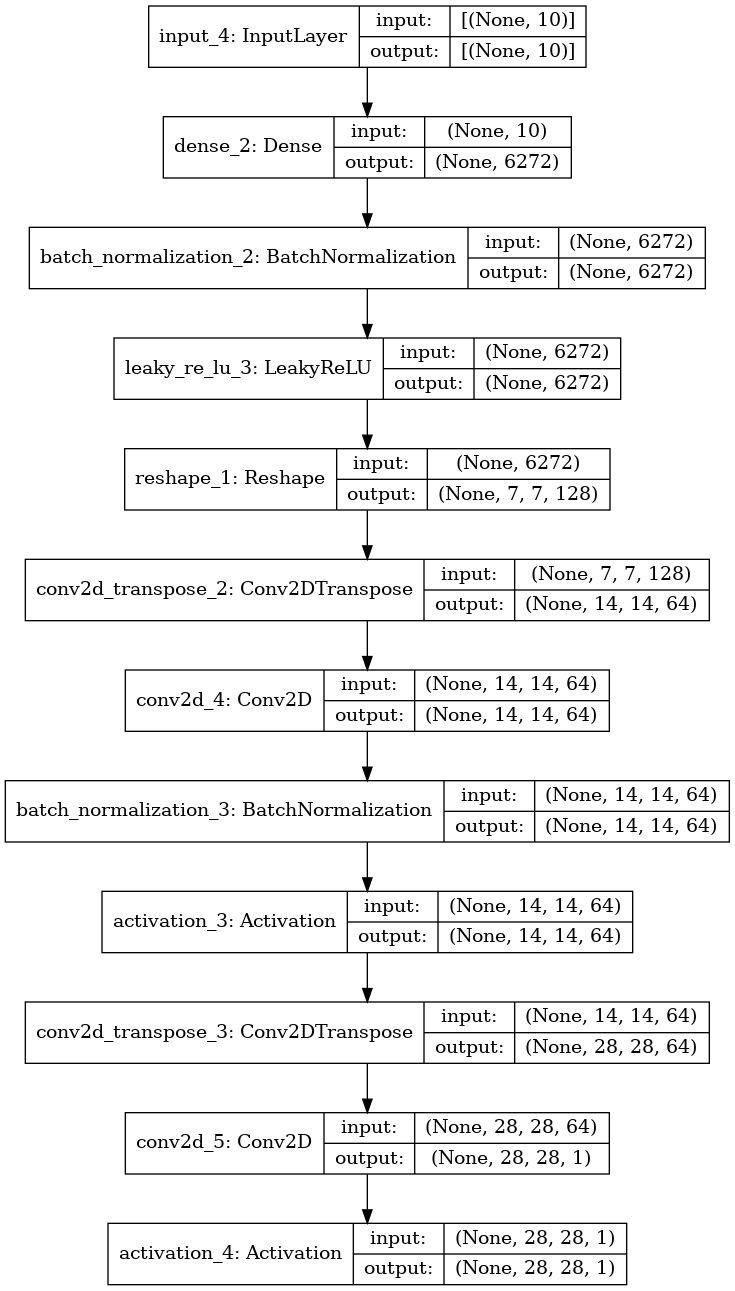 input_4: InputLayer
input:
[(None, 10)]
output:
[(None, 10)]
dense_2: Dense
input:
(None, 10)
output:
(None, 6272)
batch_normalization_2: BatchNormalization
input:
(None, 6272)
output:
(None, 6272)
leaky_re_lu_3: LeakyReLU
input:
(None, 6272)
output:
(None, 6272)
reshape_1: Reshape
input:
(None, 6272)
output:
(None, 7, 7, 128)
conv2d_transpose_2: Conv2DTranspose
input:
(None, 7, 7, 128)
output:
(None, 14, 14, 64)
conv2d_4: Conv2D
input:
(None, 14, 14, 64)
output:
(None, 14, 14, 64)
batch_normalization_3: BatchNormalization
input:
(None, 14, 14, 64)
output:
(None, 14, 14, 64)
activation_3: Activation
input:
(None, 14, 14, 64)
output:
(None, 14, 14, 64)
conv2d_transpose_3: Conv2DTranspose
input:
(None, 14, 14, 64)
output:
(None, 28, 28, 64)
conv2d_5: Conv2D
input:
(None, 28, 28, 64)
output:
(None, 28, 28, 1)
activation_4: Activation
input:
(None, 28, 28, 1)
output:
(None, 28, 28, 1)